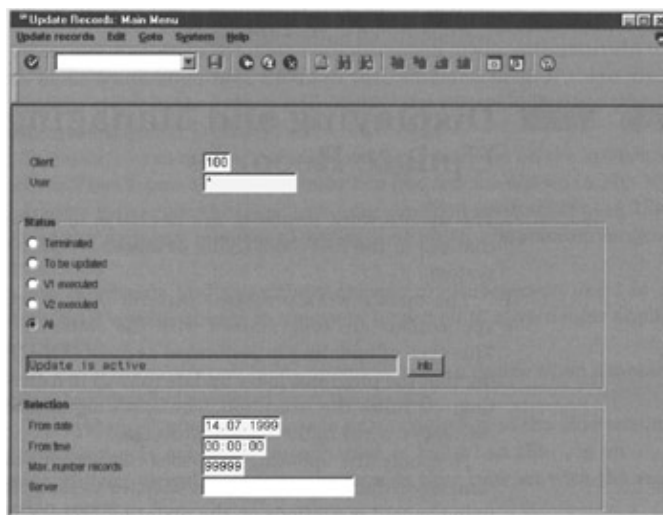 Update Records: Main Menu
Update records Edit Goto System Help
Client 100
User *
Status
Terminated
To be updated
V1 executed
V2 executed
All
Update is active
Info
Selection
From date 14.07.1999
From time 00:00:00
Max. number records 99999
Server